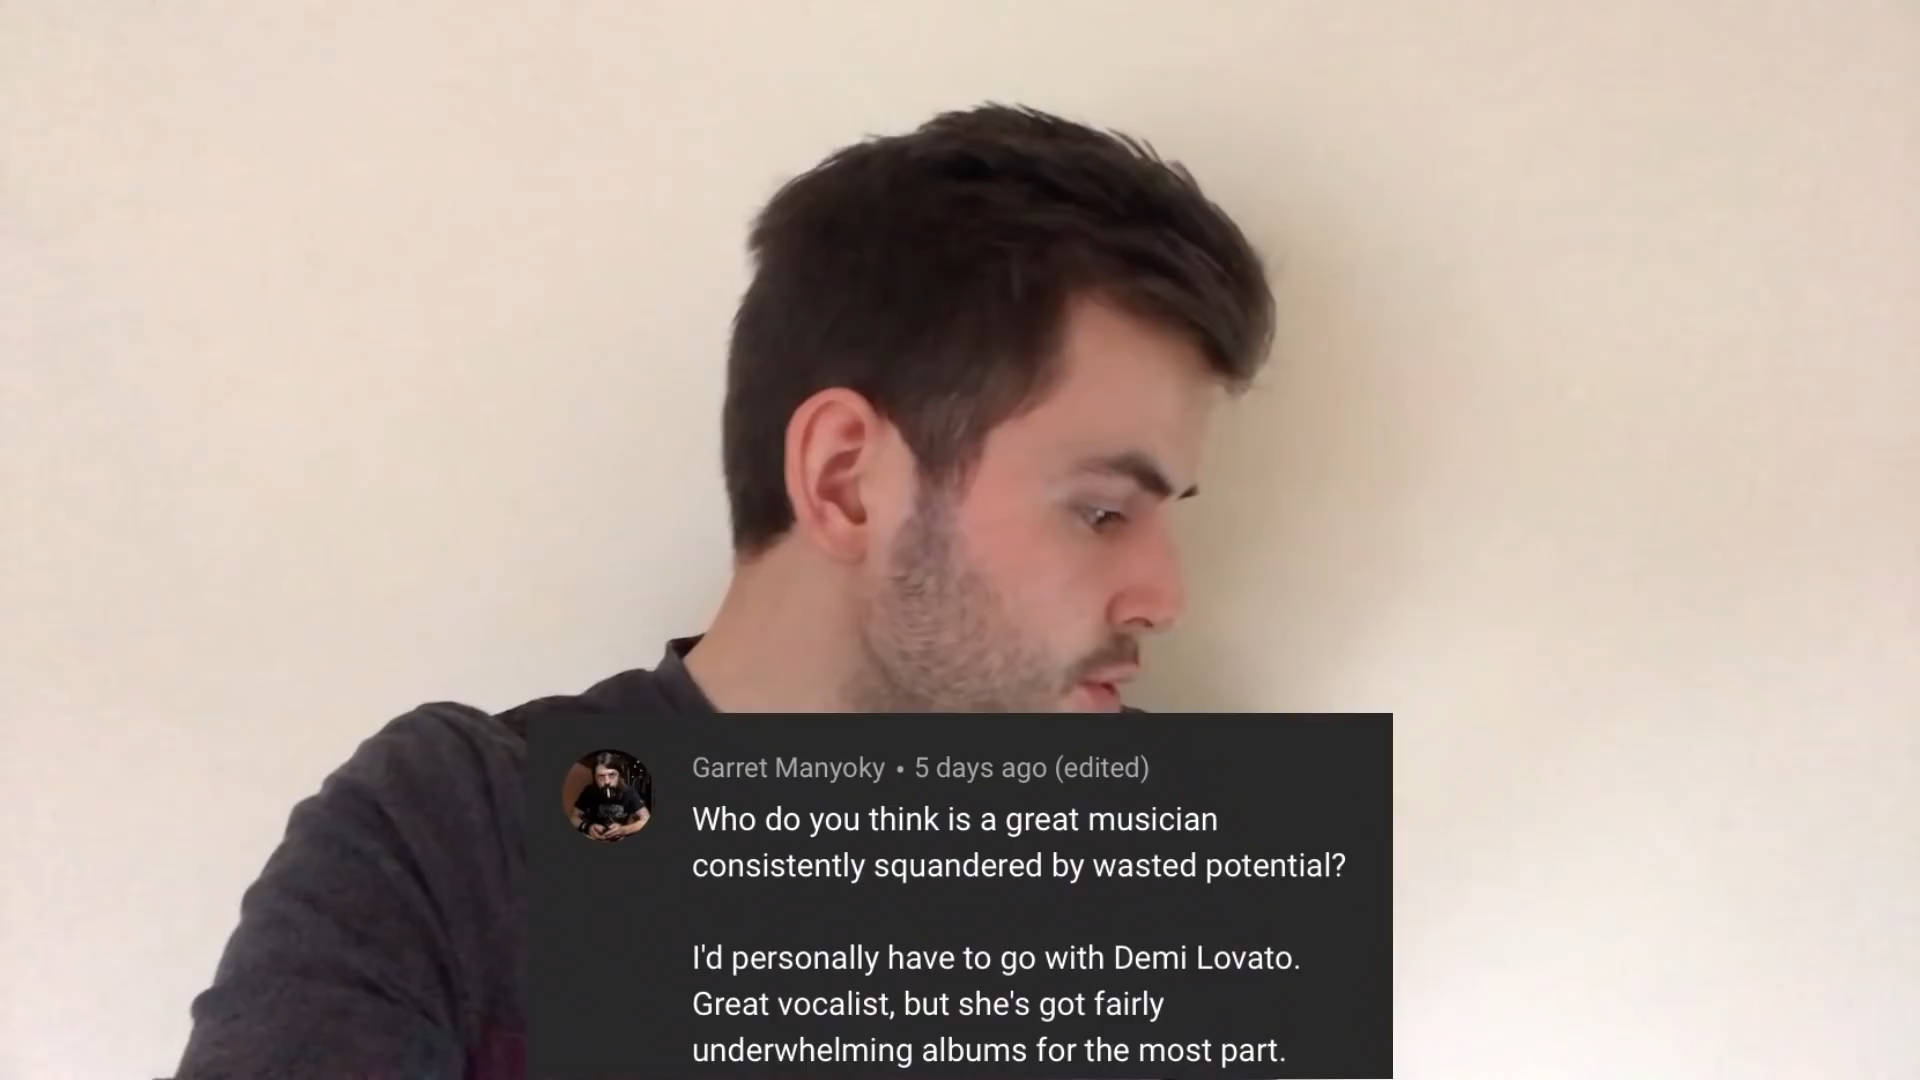 Garret Manyoky • 5 days ago (edited)
Who do you think is a great musician
consistently squandered by wasted potential?
I'd personally have to go with Demi Lovato.
Great vocalist, but she's got fairly
underwhelming albums for the most part.